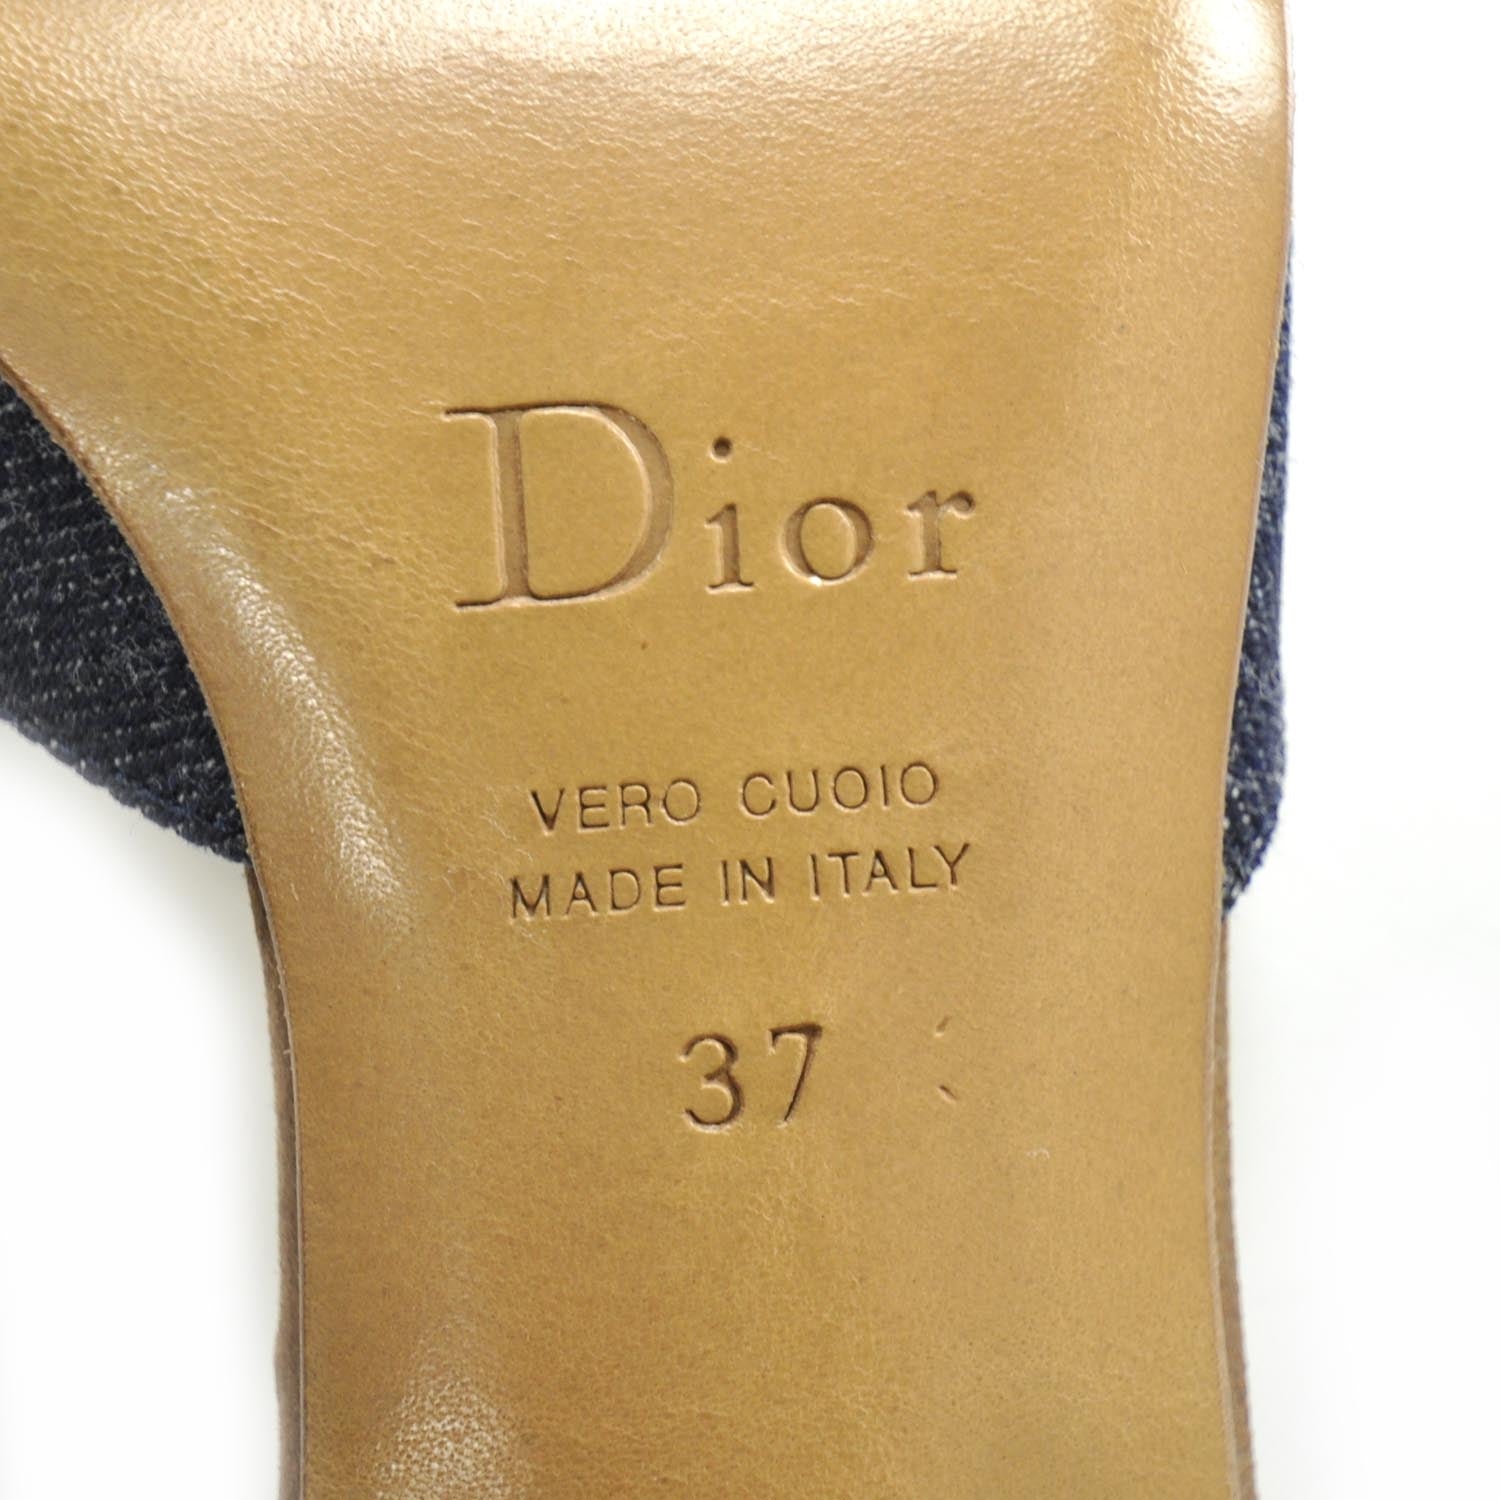 Dior
VERO CUOIO
MADE IN ITALY
37